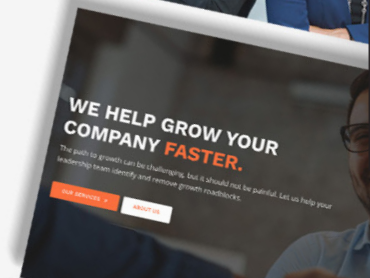 WE HELP GROW YOUR
COMPANY FASTER.
The path to growth can be challenging, but it should not be painful. Let us help your
leadership team identify and remove growth roadblocks.
OUR SERVICES
ABOUT US